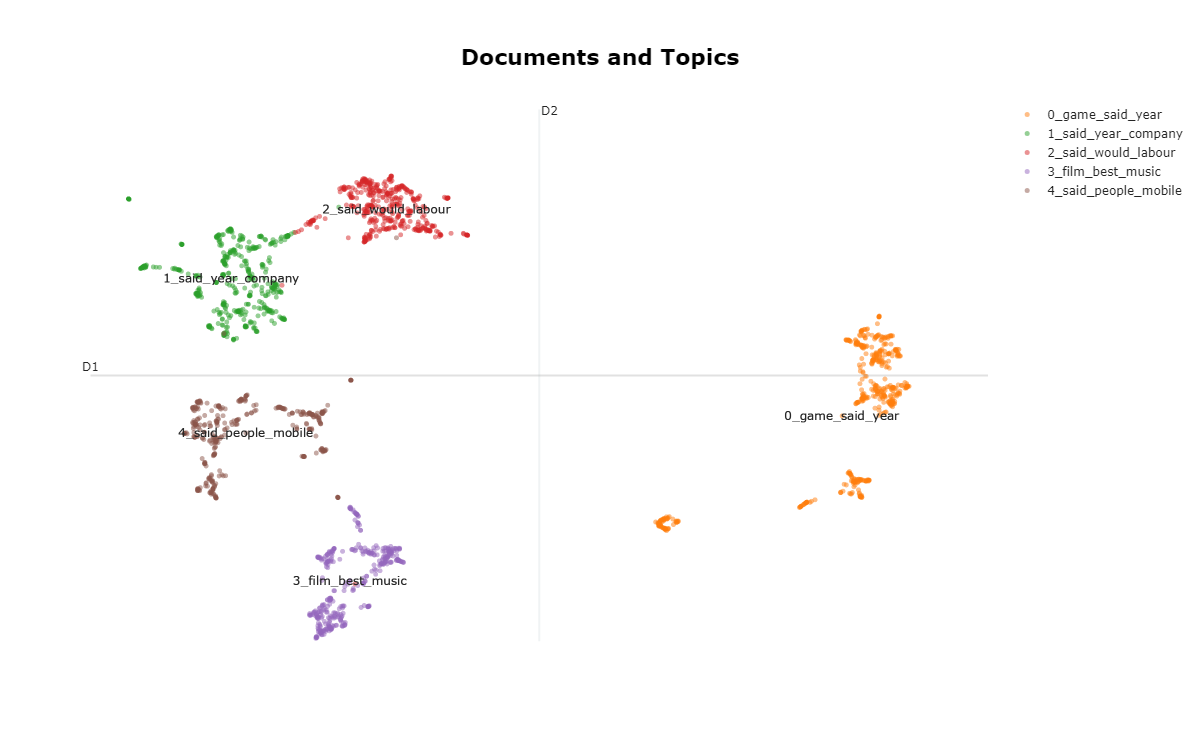 Documents and Topics
D2
0_game_said_year
1_said_year_company
2_said_would_labour
3_film_best_music
4_said_people_mobile
2_said_would_labour
1_said_year_company
D1
0_game_said_year
4_said_people_mobile
3_film_best_music